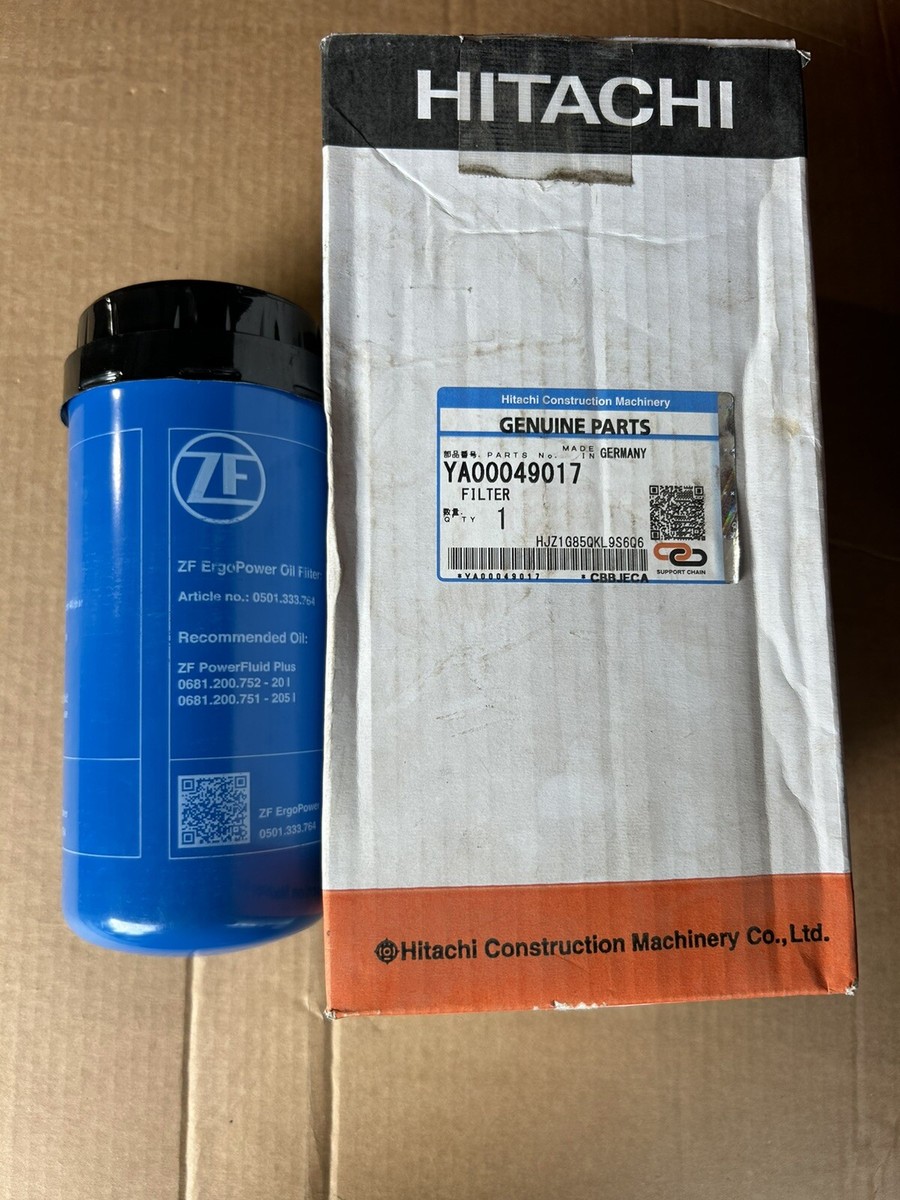 HITACHI
Hitachi Construction Machinery
GENUINE PARTS
部品番号. PARTS No. MADE IN GERMANY
YA00049017
FILTER
数量.
Q'TY 1
HJZ1G85QKL9S6Q6
*YA00049017 * CBBJECA
SUPPORT CHAIN
Hitachi Construction Machinery Co., Ltd.
ZF
ZF ErgoPower Oil Filter
Article no.: 0501.333.764
Recommended Oil:
ZF PowerFluid Plus
0681.200.752 - 20 l
0681.200.751 - 205 l
ZF ErgoPower
0501.333.764